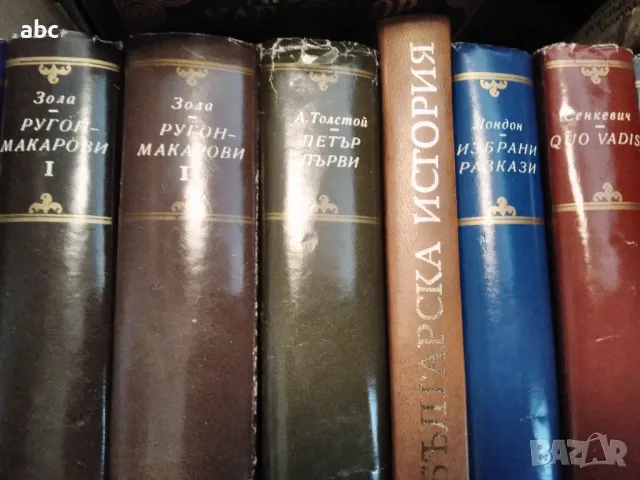 abc
Зола
РУГОН-
МАКАРОВИ
I
Зола
РУГОН-
МАКАРОВИ
А. Толстой
ПЕТЪР
ПЪРВИ
БЪЛГАРСКА ИСТОРИЯ
Лондон
ИЗБРАНИ
РАЗКАЗИ
Сенкевич
QUO VADIS
BAZAR